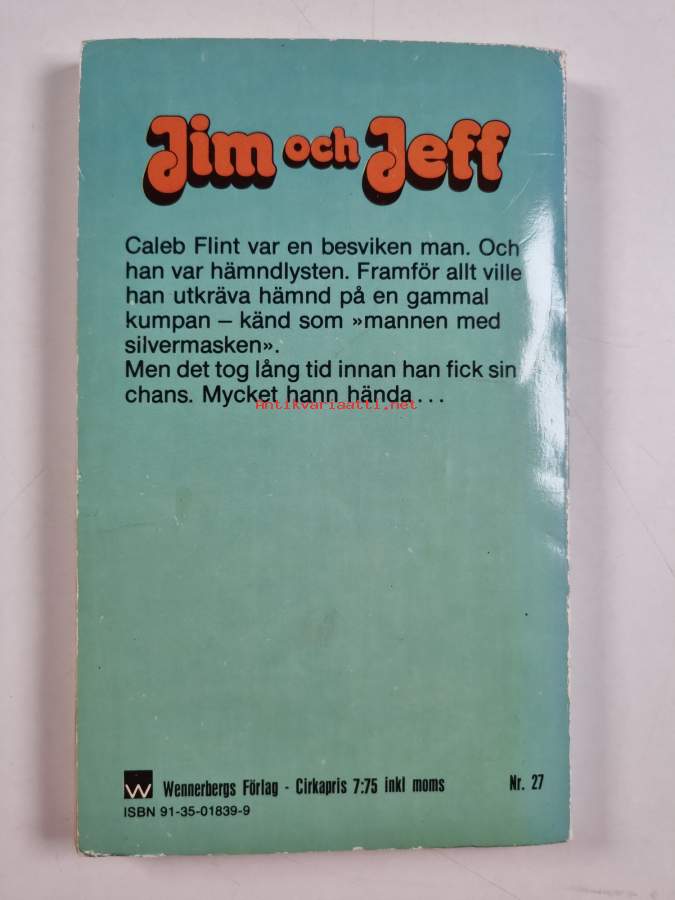 Jim och Jeff
Caleb Flint var en besviken man. Och
han var hämndlysten. Framför allt ville
han utkräva hämnd på en gammal
kumpan – känd som »mannen med
silvermasken».
Men det tog lång tid innan han fick sin
chans. Mycket hann hända...
Antikvariaatti.net
W Wennerbergs Förlag - Cirkapris 7:75 inkl moms Nr. 27
ISBN 91-35-01839-9